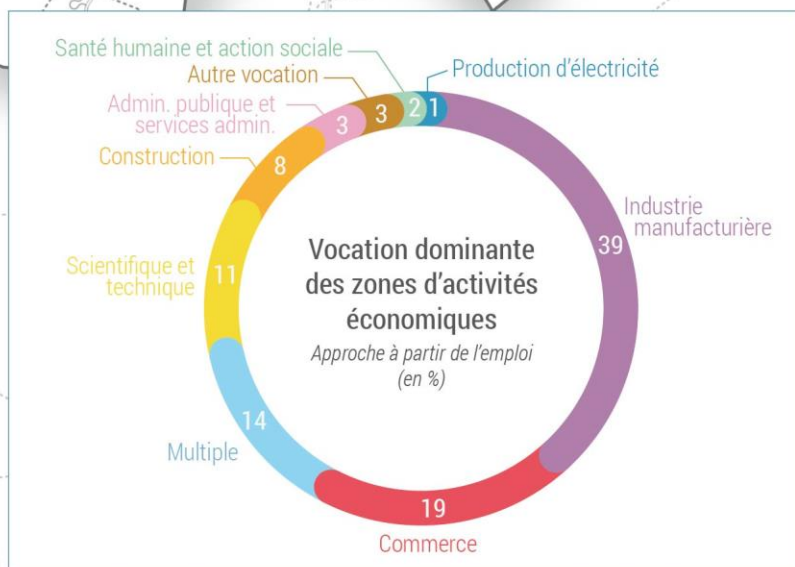 Santé humaine et action sociale
Autre vocation
Admin. publique et
services admin.
Construction
Scientifique et
technique
Multiple
Commerce
Industrie
manufacturière
Production d'électricité
3
3
2
1
8
11
14
19
39
Vocation dominante
des zones d'activités
économiques
Approche à partir de l'emploi
(en %)